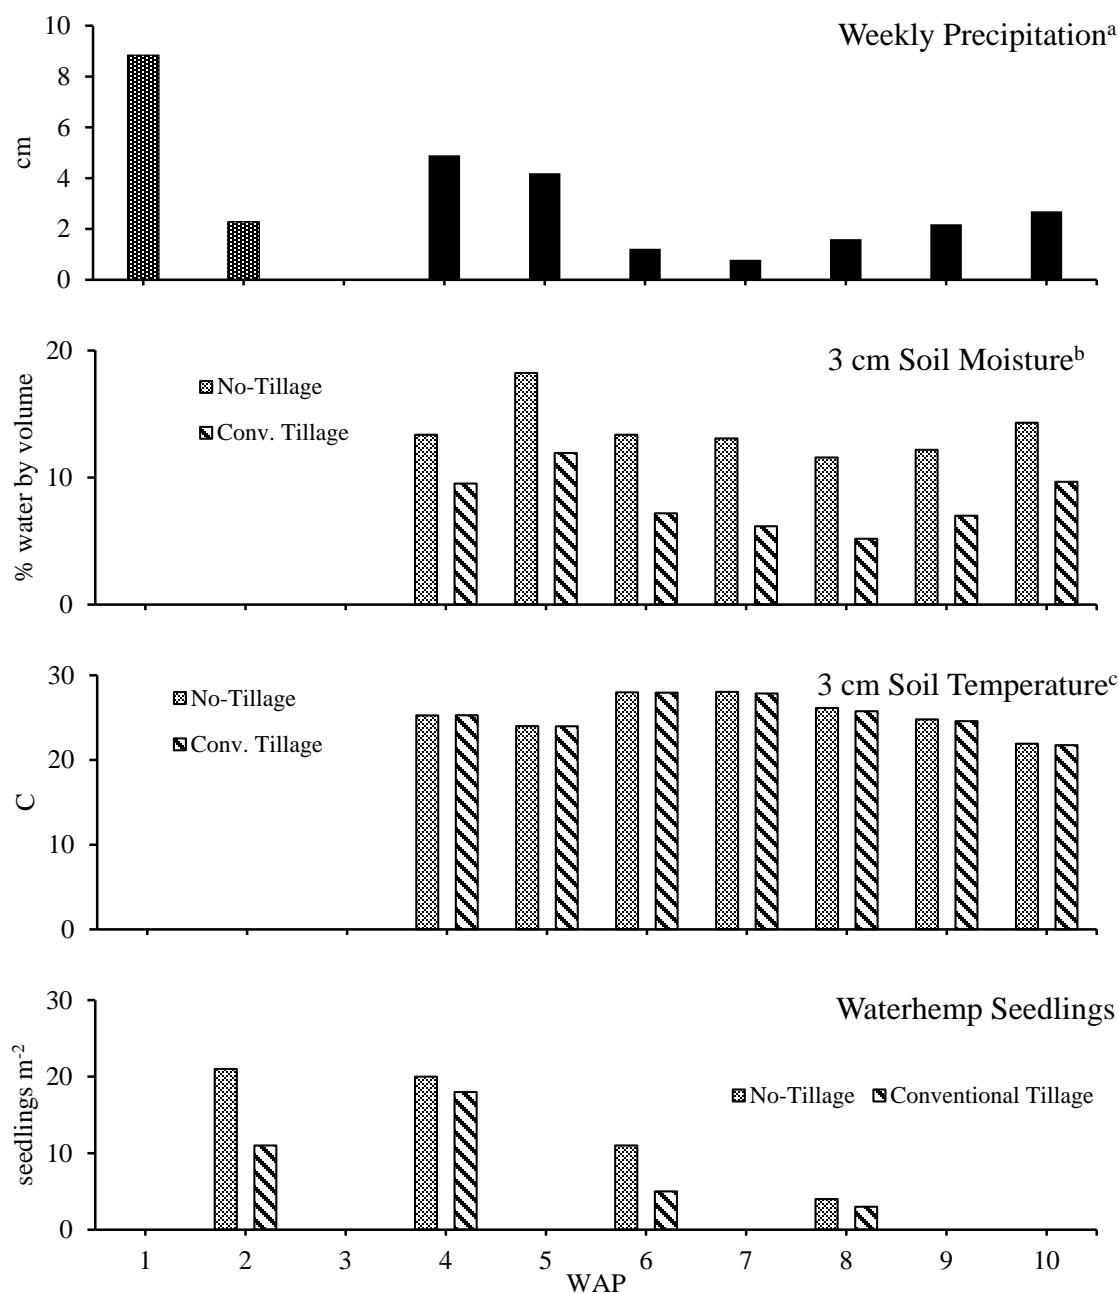 Weekly Precipitationᵃ
10
8
6
4
2
0
cm
3 cm Soil Moistureᵇ
20
10
0
% water by volume
No-Tillage
Conv. Tillage
3 cm Soil Temperatureᶜ
30
20
10
0
C
No-Tillage
Conv. Tillage
Waterhemp Seedlings
30
20
10
0
seedlings m⁻²
No-Tillage Conventional Tillage
1 2 3 4 5 6 7 8 9 10
WAP